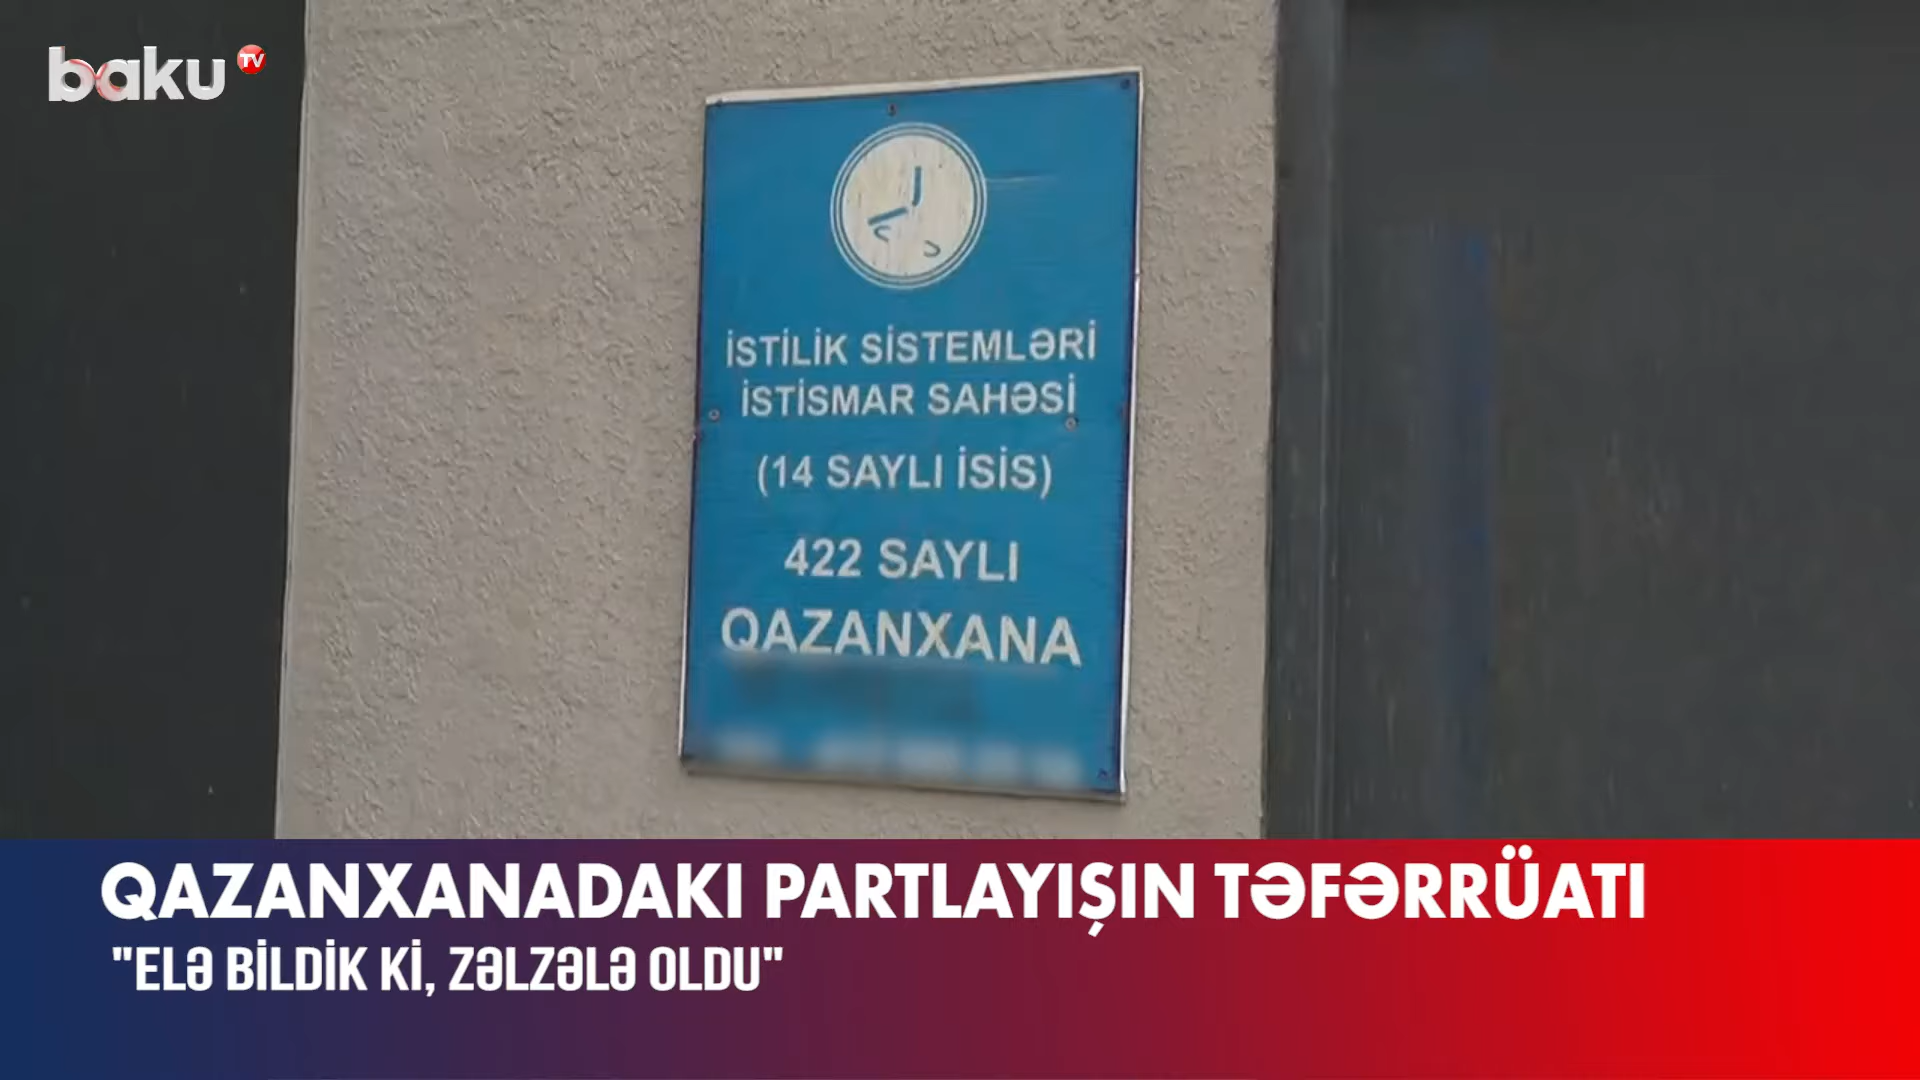 baku TV
İSTİLİK SİSTEMLƏRİ
İSTİSMAR SAHƏSİ
(14 SAYLI İSİS)
422 SAYLI
QAZANXANA
QAZANXANADAKI PARTLAYIŞIN TƏFƏRRÜATI
"ELƏ BİLDİK Kİ, ZƏLZƏLƏ OLDU"